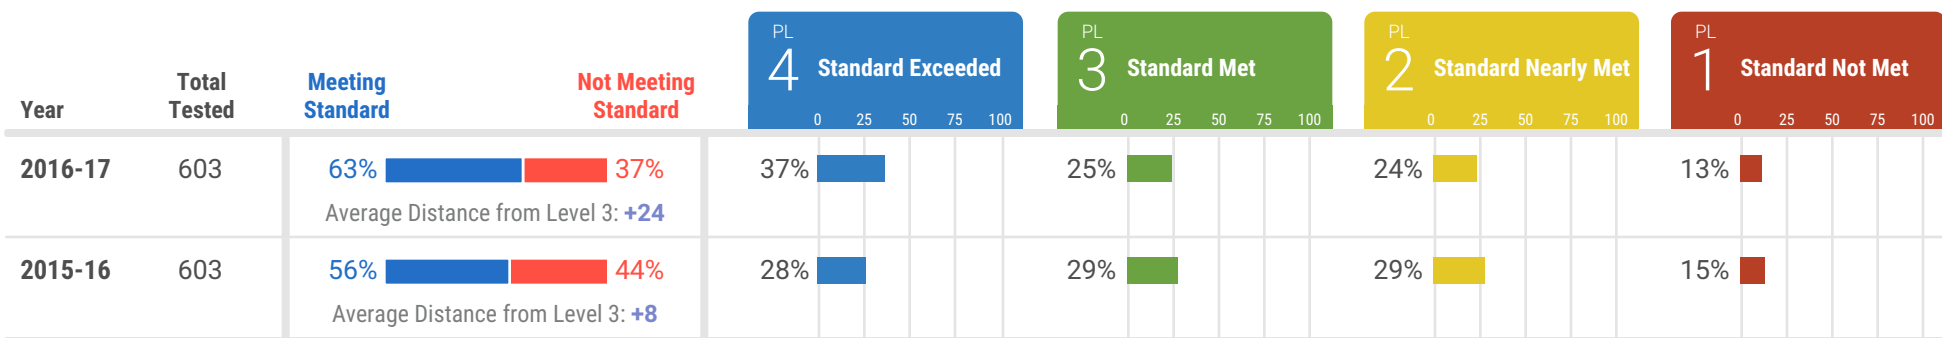 Year
Total
Tested
Meeting
Standard
Not Meeting
Standard
PL
4 Standard Exceeded
0 25 50 75 100
PL
3 Standard Met
0 25 50 75 100
PL
2 Standard Nearly Met
0 25 50 75 100
PL
1 Standard Not Met
0 25 50 75 100
2016-17 603 63% 37% 37% 25% 24% 13%
Average Distance from Level 3: +24
2015-16 603 56% 44% 28% 29% 29% 15%
Average Distance from Level 3: +8